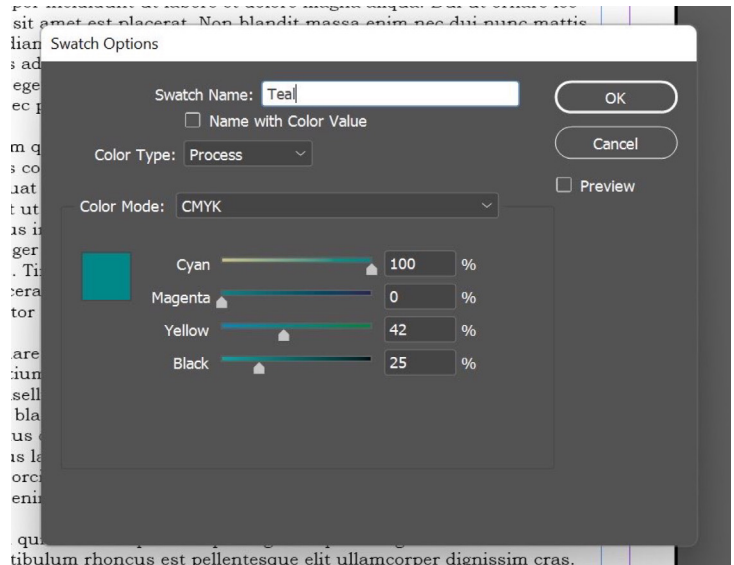 sit amet est placerat. Non blandit massa enim nec dui nunc mattis
Swatch Options
Swatch Name: Teal
OK
Name with Color Value
Color Type: Process
Cancel
Preview
Color Mode: CMYK
Cyan 100 %
Magenta 0 %
Yellow 42 %
Black 25 %
tibulum rhoncus est pellentesque elit ullamcorper dignissim cras.